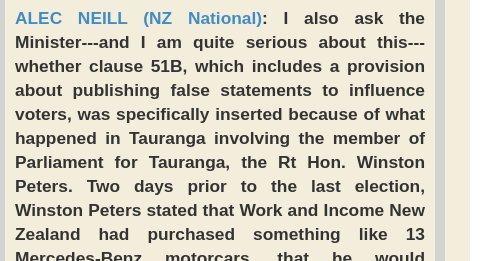 ALEC NEILL (NZ National): I also ask the
Minister---and I am quite serious about this---
whether clause 51B, which includes a provision
about publishing false statements to influence
voters, was specifically inserted because of what
happened in Tauranga involving the member of
Parliament for Tauranga, the Rt Hon. Winston
Peters. Two days prior to the last election,
Winston Peters stated that Work and Income New
Zealand had purchased something like 13
Mercedes-Benz motorcars, that he would